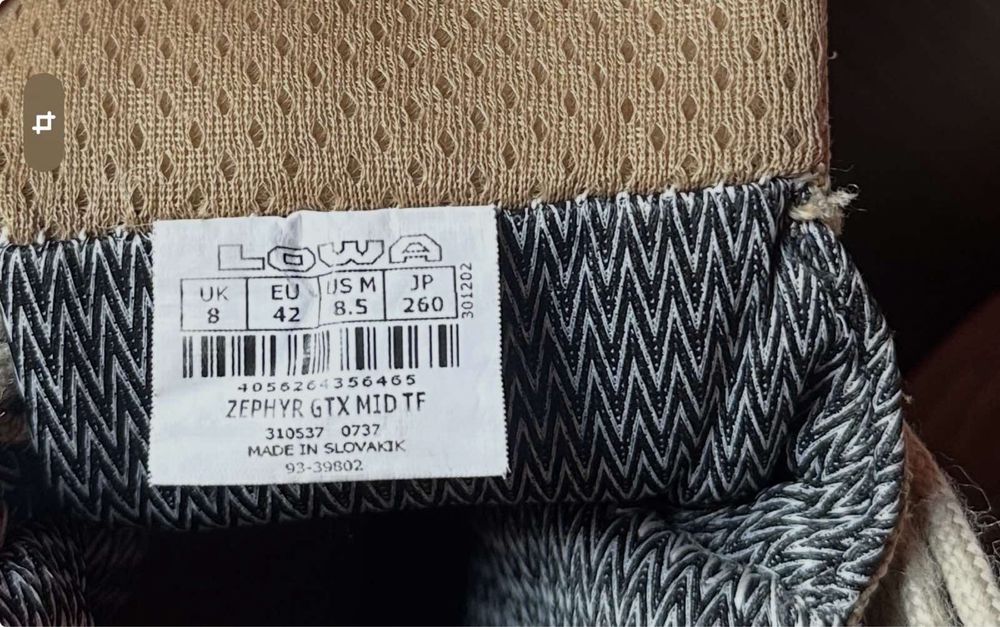 LOWA
UK EU US M JP
8 42 8.5 260
301202
4056264356465
ZEPHYR GTX MID TF
310537 0737
MADE IN SLOVAKIK
93-39802